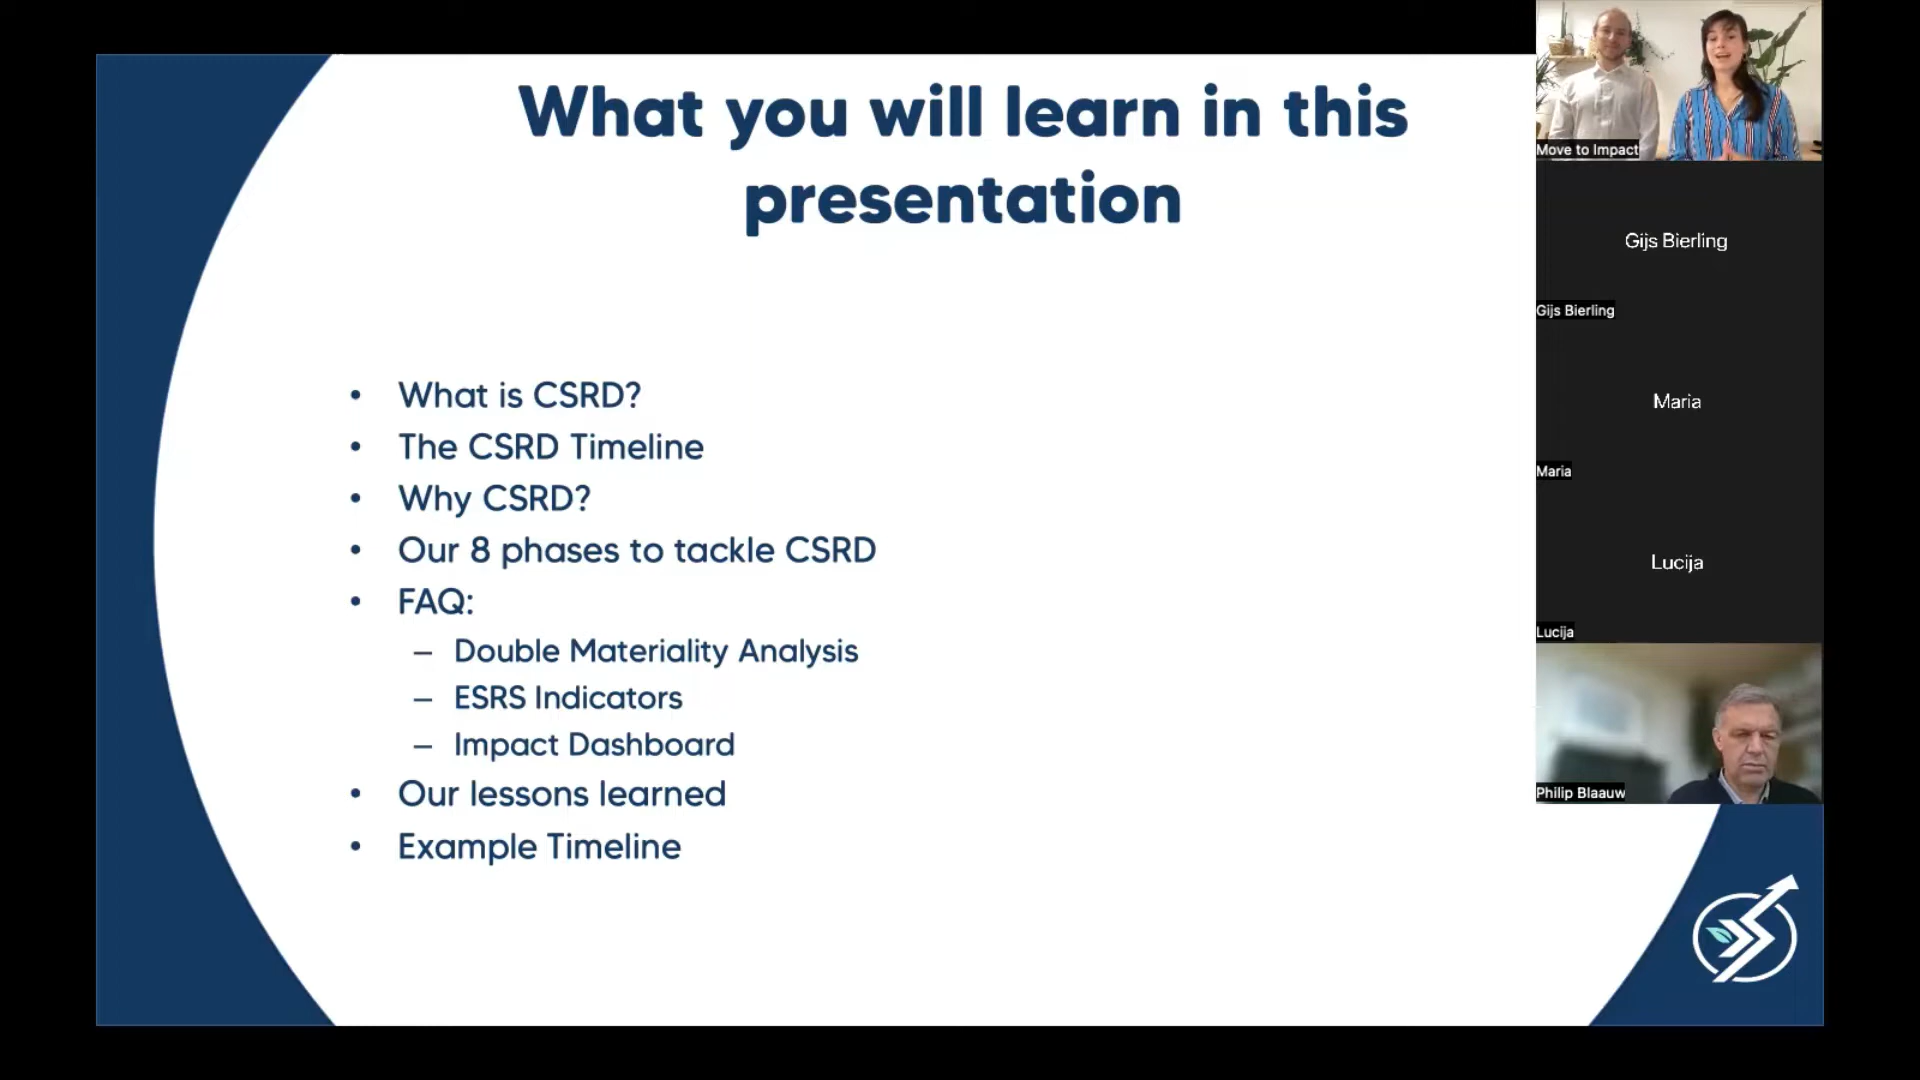 What you will learn in this
presentation
• What is CSRD?
• The CSRD Timeline
• Why CSRD?
• Our 8 phases to tackle CSRD
• FAQ:
– Double Materiality Analysis
– ESRS Indicators
– Impact Dashboard
• Our lessons learned
• Example Timeline
Move to Impact
Gijs Bierling
Gijs Bierling
Maria
Maria
Lucija
Lucija
Philip Blaauw